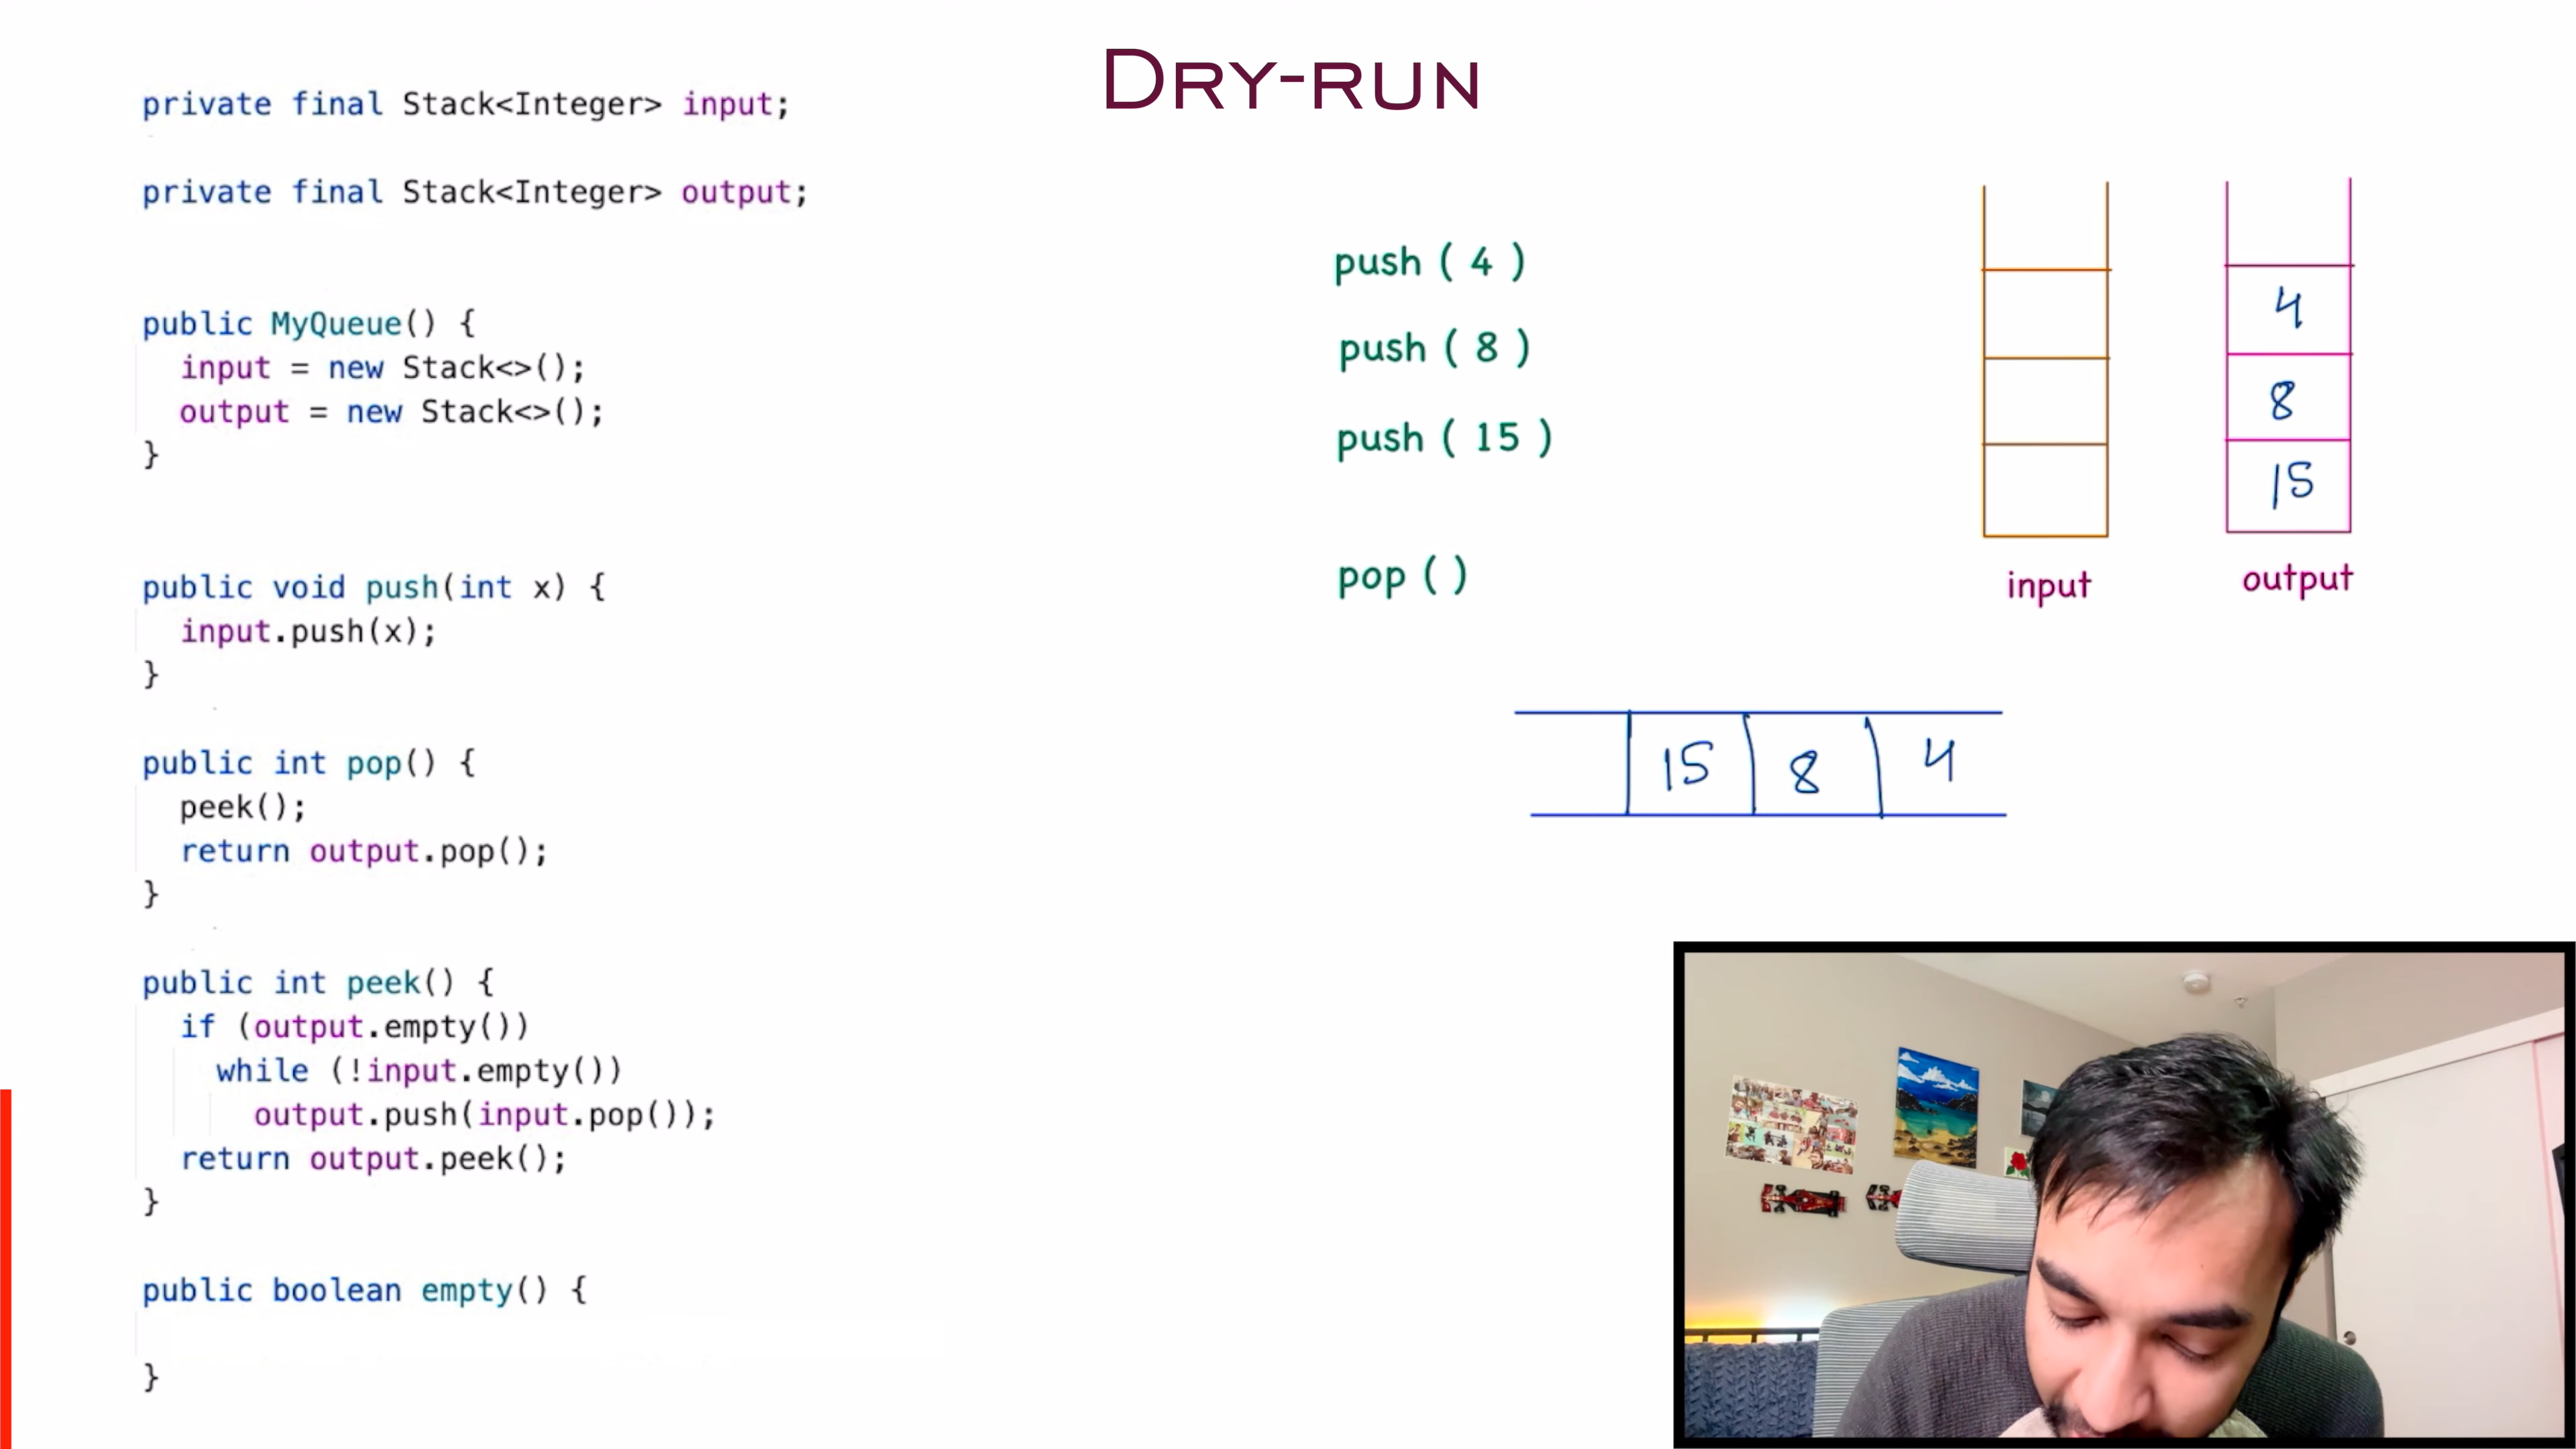 DRY-RUN
private final Stack<Integer> input;
private final Stack<Integer> output;
public MyQueue() {
input = new Stack<>();
output = new Stack<>();
}
public void push(int x) {
input.push(x);
}
public int pop() {
peek();
return output.pop();
}
public int peek() {
if (output.empty())
while (!input.empty())
output.push(input.pop());
return output.peek();
}
public boolean empty() {
}
push ( 4 )
push ( 8 )
push ( 15 )
pop ( )
4
8
15
input
output
15 8 4